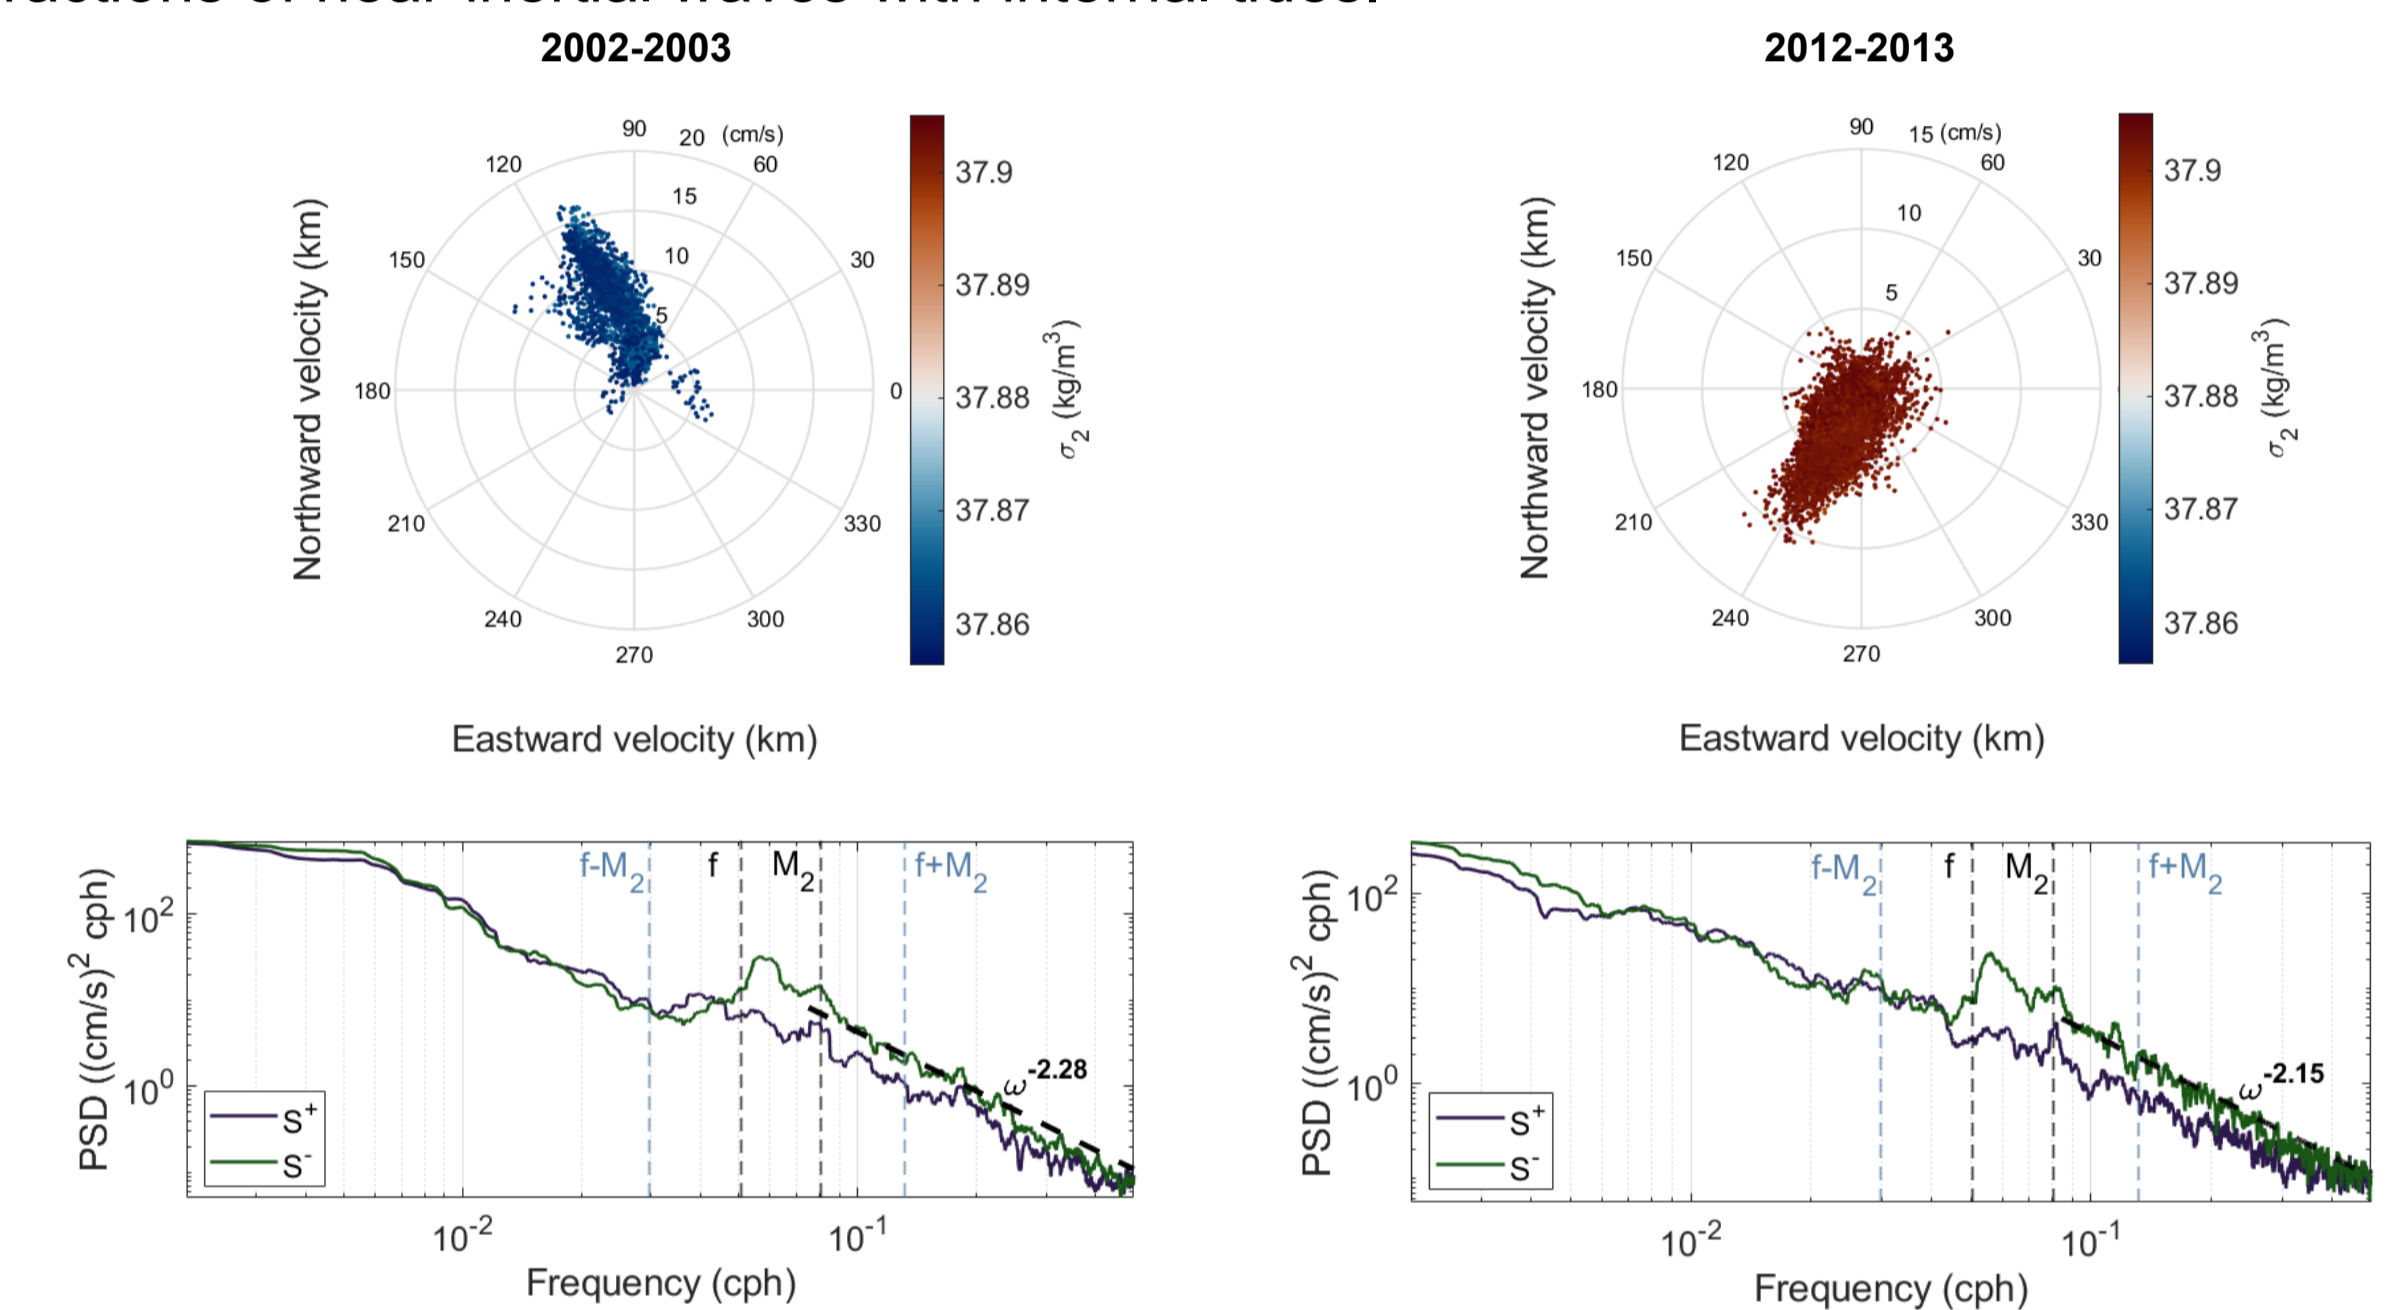 2002-2003
90
20 (cm/s)
120
60
15
10
150
30
5
180
0
210
330
240
300
270
Northward velocity (km)
Eastward velocity (km)
37.9
37.89
37.88
37.87
37.86
σ2 (kg/m3)
2012-2013
90
15 (cm/s)
120
60
10
150
30
5
180
210
330
240
300
270
Northward velocity (km)
Eastward velocity (km)
37.9
37.89
37.88
37.87
37.86
σ2 (kg/m3)
f-M2
f
M2
f+M2
10^2
10^0
ω^-2.28
S+
S-
10^-2
10^-1
PSD ((cm/s)^2 cph)
Frequency (cph)
f-M2
f
M2
f+M2
10^2
10^0
ω^-2.15
S+
S-
10^-2
10^-1
PSD ((cm/s)^2 cph)
Frequency (cph)